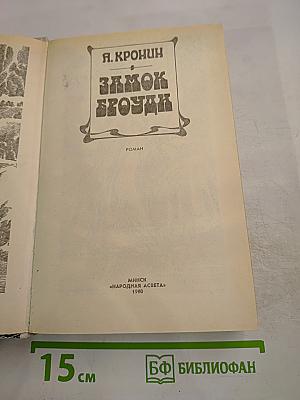 А. КРОНИН
ЗАМОК
БРОУДИ
РОМАН
МИНСК
«НАРОДНАЯ АСВЕТА»
1980
15 см
БФ БИБЛИОФАН